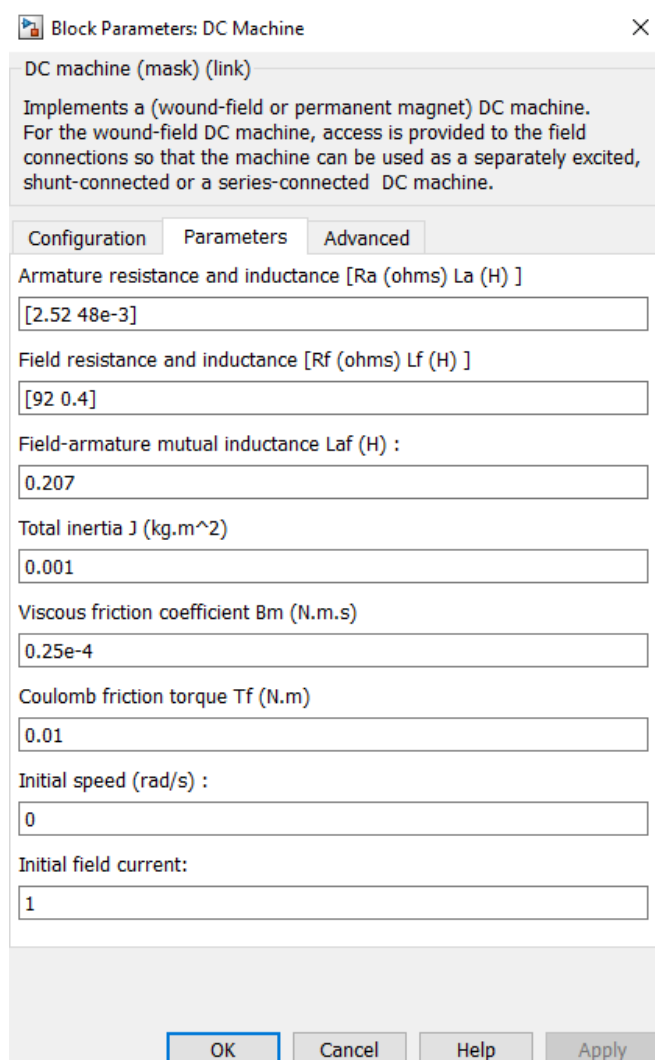 Block Parameters: DC Machine
DC machine (mask) (link)
Implements a (wound-field or permanent magnet) DC machine.
For the wound-field DC machine, access is provided to the field
connections so that the machine can be used as a separately excited,
shunt-connected or a series-connected  DC machine.
Configuration Parameters Advanced
Armature resistance and inductance [Ra (ohms) La (H) ]
[2.52 48e-3]
Field resistance and inductance [Rf (ohms) Lf (H) ]
[92 0.4]
Field-armature mutual inductance Laf (H) :
0.207
Total inertia J (kg.m^2)
0.001
Viscous friction coefficient Bm (N.m.s)
0.25e-4
Coulomb friction torque Tf (N.m)
0.01
Initial speed (rad/s) :
0
Initial field current:
1
OK Cancel Help Apply